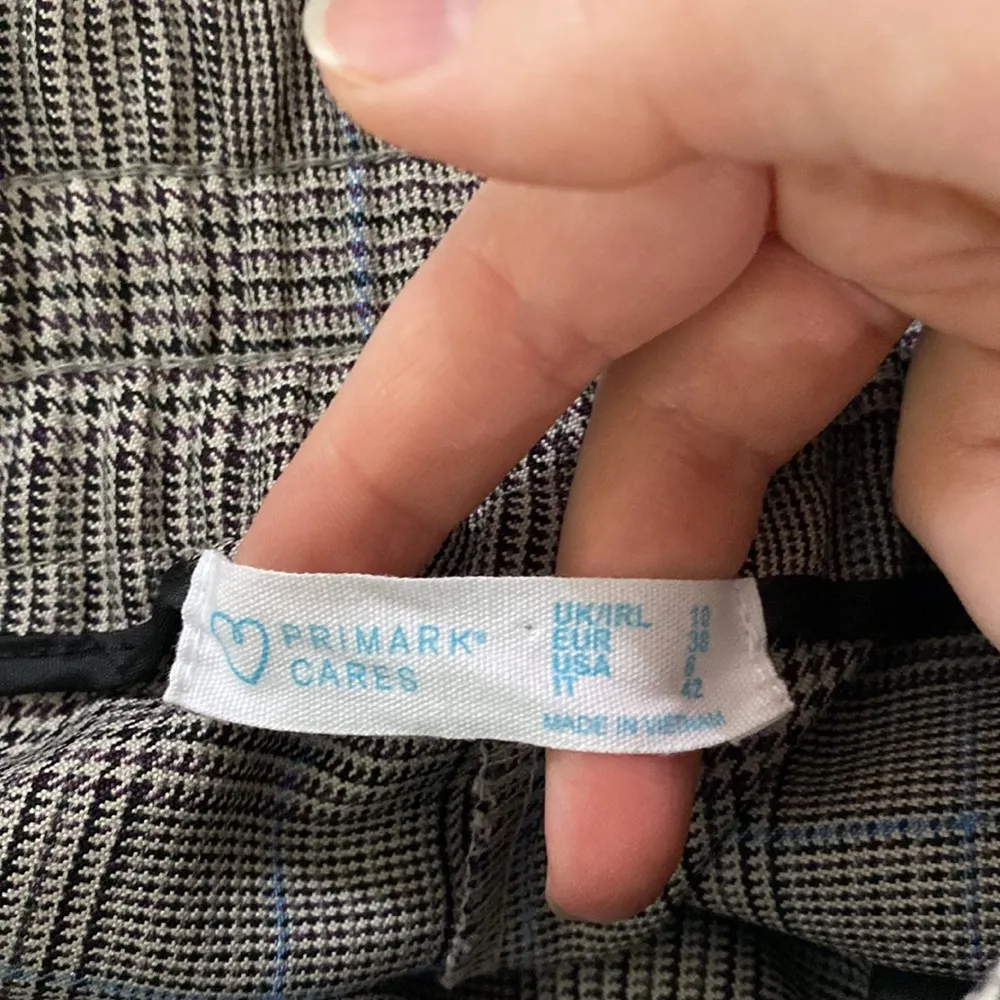 PRIMARK®
CARES
UK/IRL 10
EUR 38
USA 6
IT 42
MADE IN VIETNAM